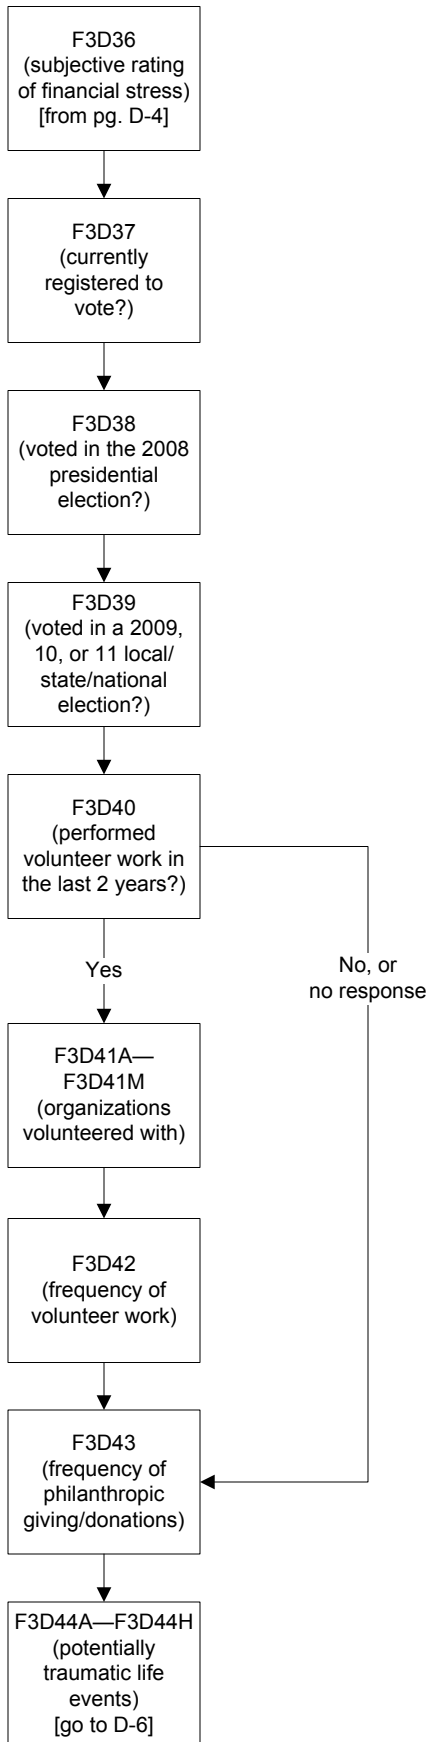 F3D36
(subjective rating
of financial stress)
[from pg. D-4]
F3D37
(currently
registered to
vote?)
F3D38
(voted in the 2008
presidential
election?)
F3D39
(voted in a 2009,
10, or 11 local/
state/national
election?)
F3D40
(performed
volunteer work in
the last 2 years?)
Yes
No, or
no response
F3D41A—
F3D41M
(organizations
volunteered with)
F3D42
(frequency of
volunteer work)
F3D43
(frequency of
philanthropic
giving/donations)
F3D44A—F3D44H
(potentially
traumatic life
events)
[go to D-6]